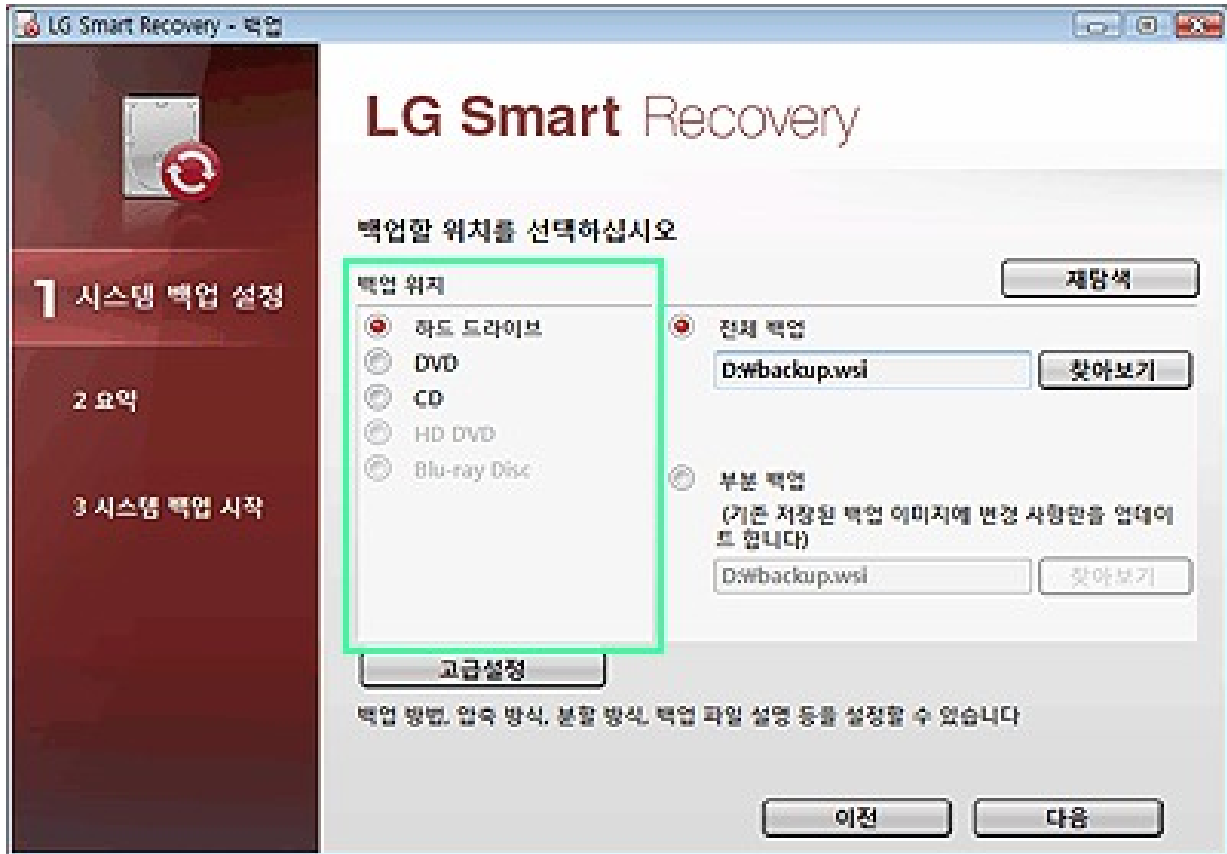 LG Smart Recovery - 백업
LG Smart Recovery
1 시스템 백업 설정
2 요약
3 시스템 백업 시작
백업할 위치를 선택하십시오
재탐색
백업 위치
하드 드라이브
DVD
CD
HD DVD
Blu-ray Disc
전체 백업
D:₩backup.wsi
찾아보기
부분 백업
(기존 저장된 백업 이미지에 변경 사항만을 업데이
트 합니다)
D:₩backup.wsi
찾아보기
고급설정
백업 방법, 압축 방식, 분할 방식, 백업 파일 설명 등을 설정할 수 있습니다
이전
다음